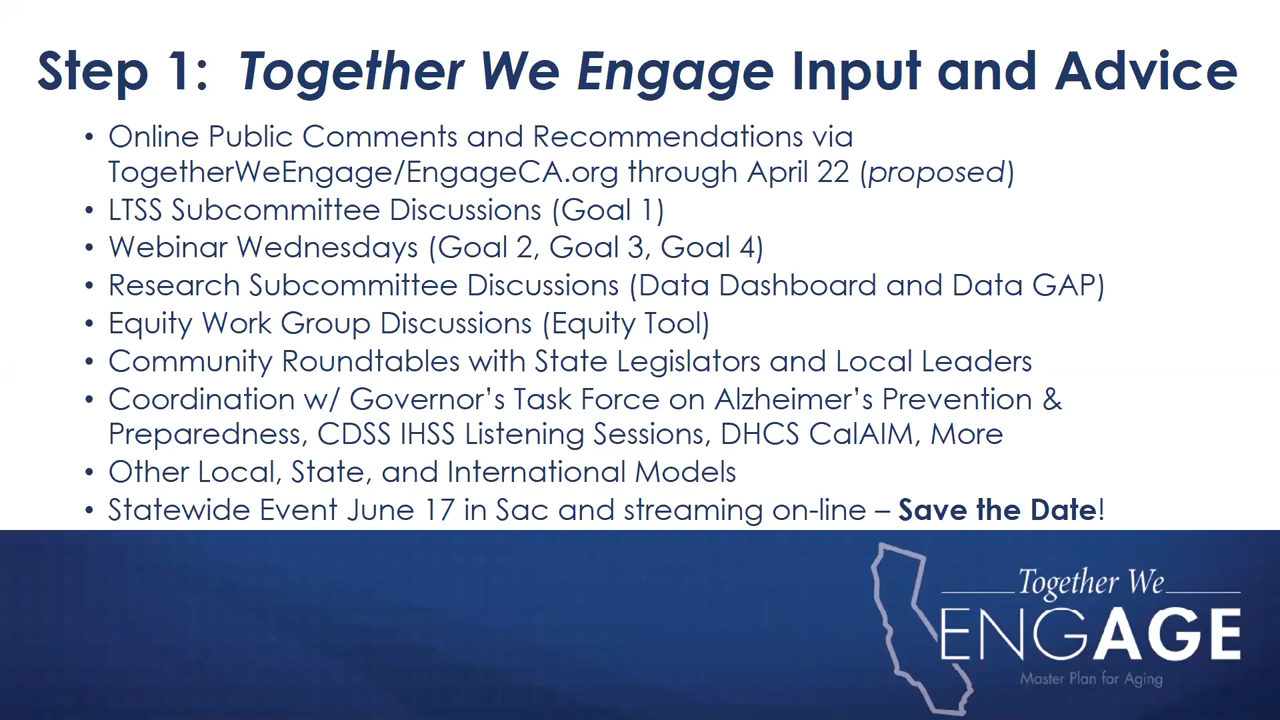 Step 1: Together We Engage Input and Advice
• Online Public Comments and Recommendations via
TogetherWeEngage/EngageCA.org through April 22 (proposed)
• LTSS Subcommittee Discussions (Goal 1)
• Webinar Wednesdays (Goal 2, Goal 3, Goal 4)
• Research Subcommittee Discussions (Data Dashboard and Data GAP)
• Equity Work Group Discussions (Equity Tool)
• Community Roundtables with State Legislators and Local Leaders
• Coordination w/ Governor’s Task Force on Alzheimer’s Prevention &
Preparedness, CDSS IHSS Listening Sessions, DHCS CalAIM, More
• Other Local, State, and International Models
• Statewide Event June 17 in Sac and streaming on-line – Save the Date!
Together We
ENGAGE
Master Plan for Aging